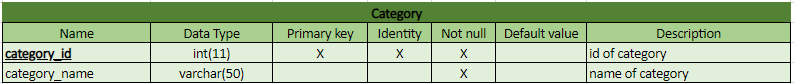 Category
Name Data Type Primary key Identity Not null Default value Description
category_id int(11) X X X id of category
category_name varchar(50) X name of category